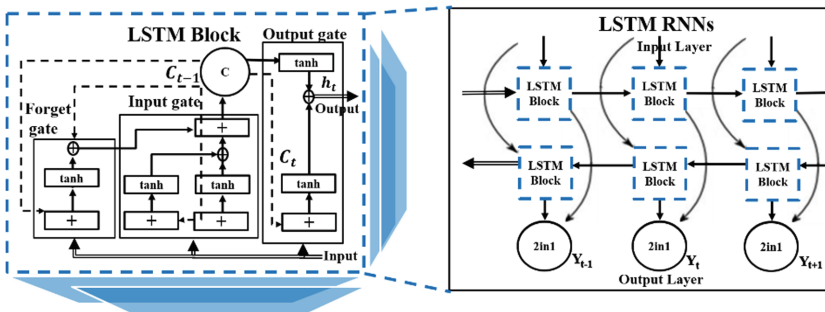 LSTM Block
Output gate
tanh
C
C_{t−1}
h_t
Output
Forget
gate
Input gate
+
C_t
tanh
tanh
tanh
tanh
+
+
+
+
Input
LSTM RNNs
Input Layer
LSTM
Block
LSTM
Block
LSTM
Block
LSTM
Block
LSTM
Block
LSTM
Block
2in1
2in1
2in1
Y_{t-1}
Y_t
Y_{t+1}
Output Layer